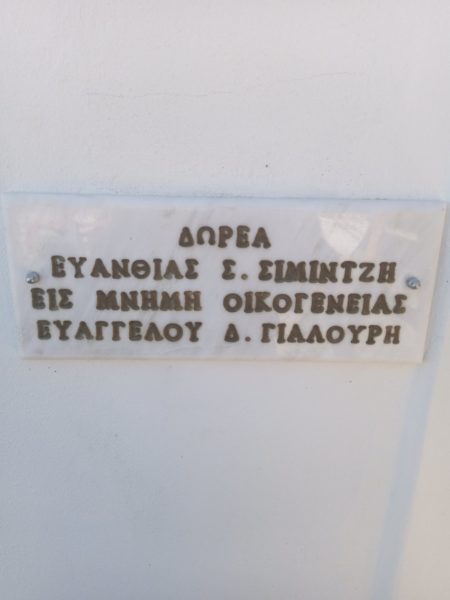 ΔΩΡΕΑ
ΕΥΑΝΘΙΑΣ Σ. ΣΙΜΙΝΤΖΗ
ΕΙΣ ΜΝΗΜΗ ΟΙΚΟΓΕΝΕΙΑΣ
ΕΥΑΓΓΕΛΟΥ Δ. ΓΙΑΛΟΥΡΗ